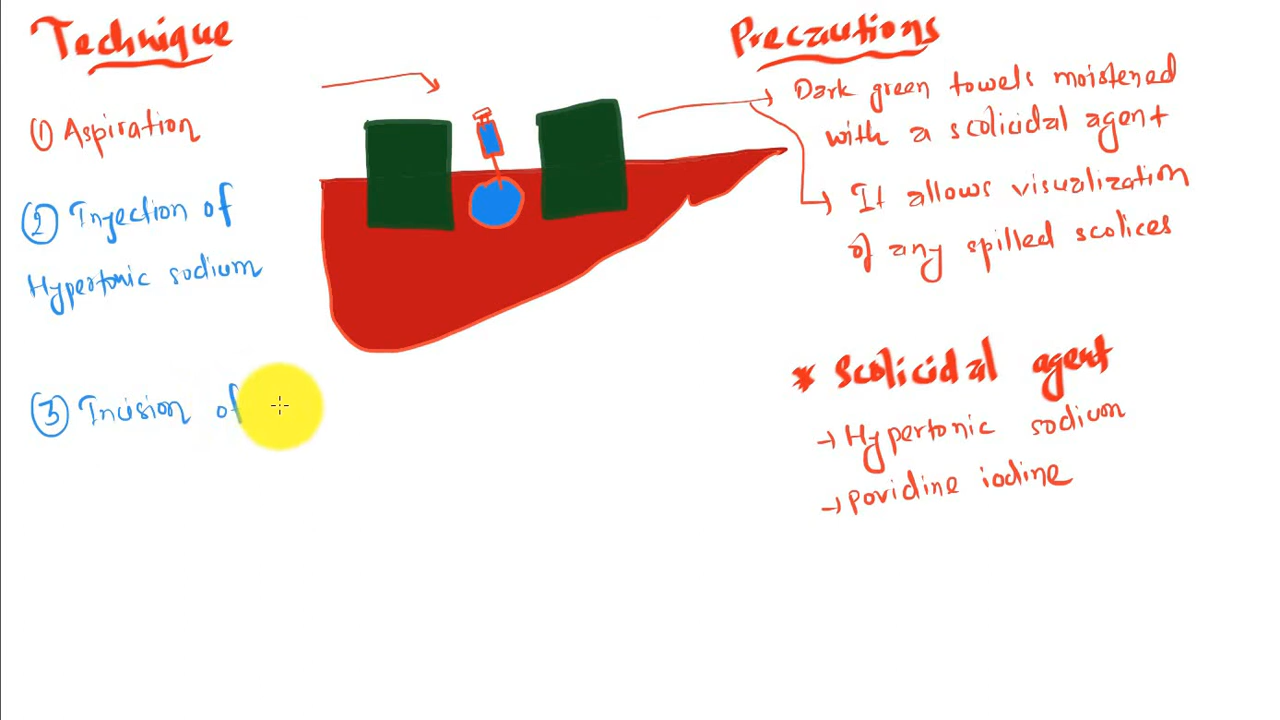 Technique
① Aspiration
② Injection of
Hypertonic sodium
③ Incision of
Precautions
→ Dark green towels moistened
with a scolicidal agent
→ It allows visualization
of any spilled scolices
* Scolicidal agent
→ Hypertonic sodium
→ Povidine iodine